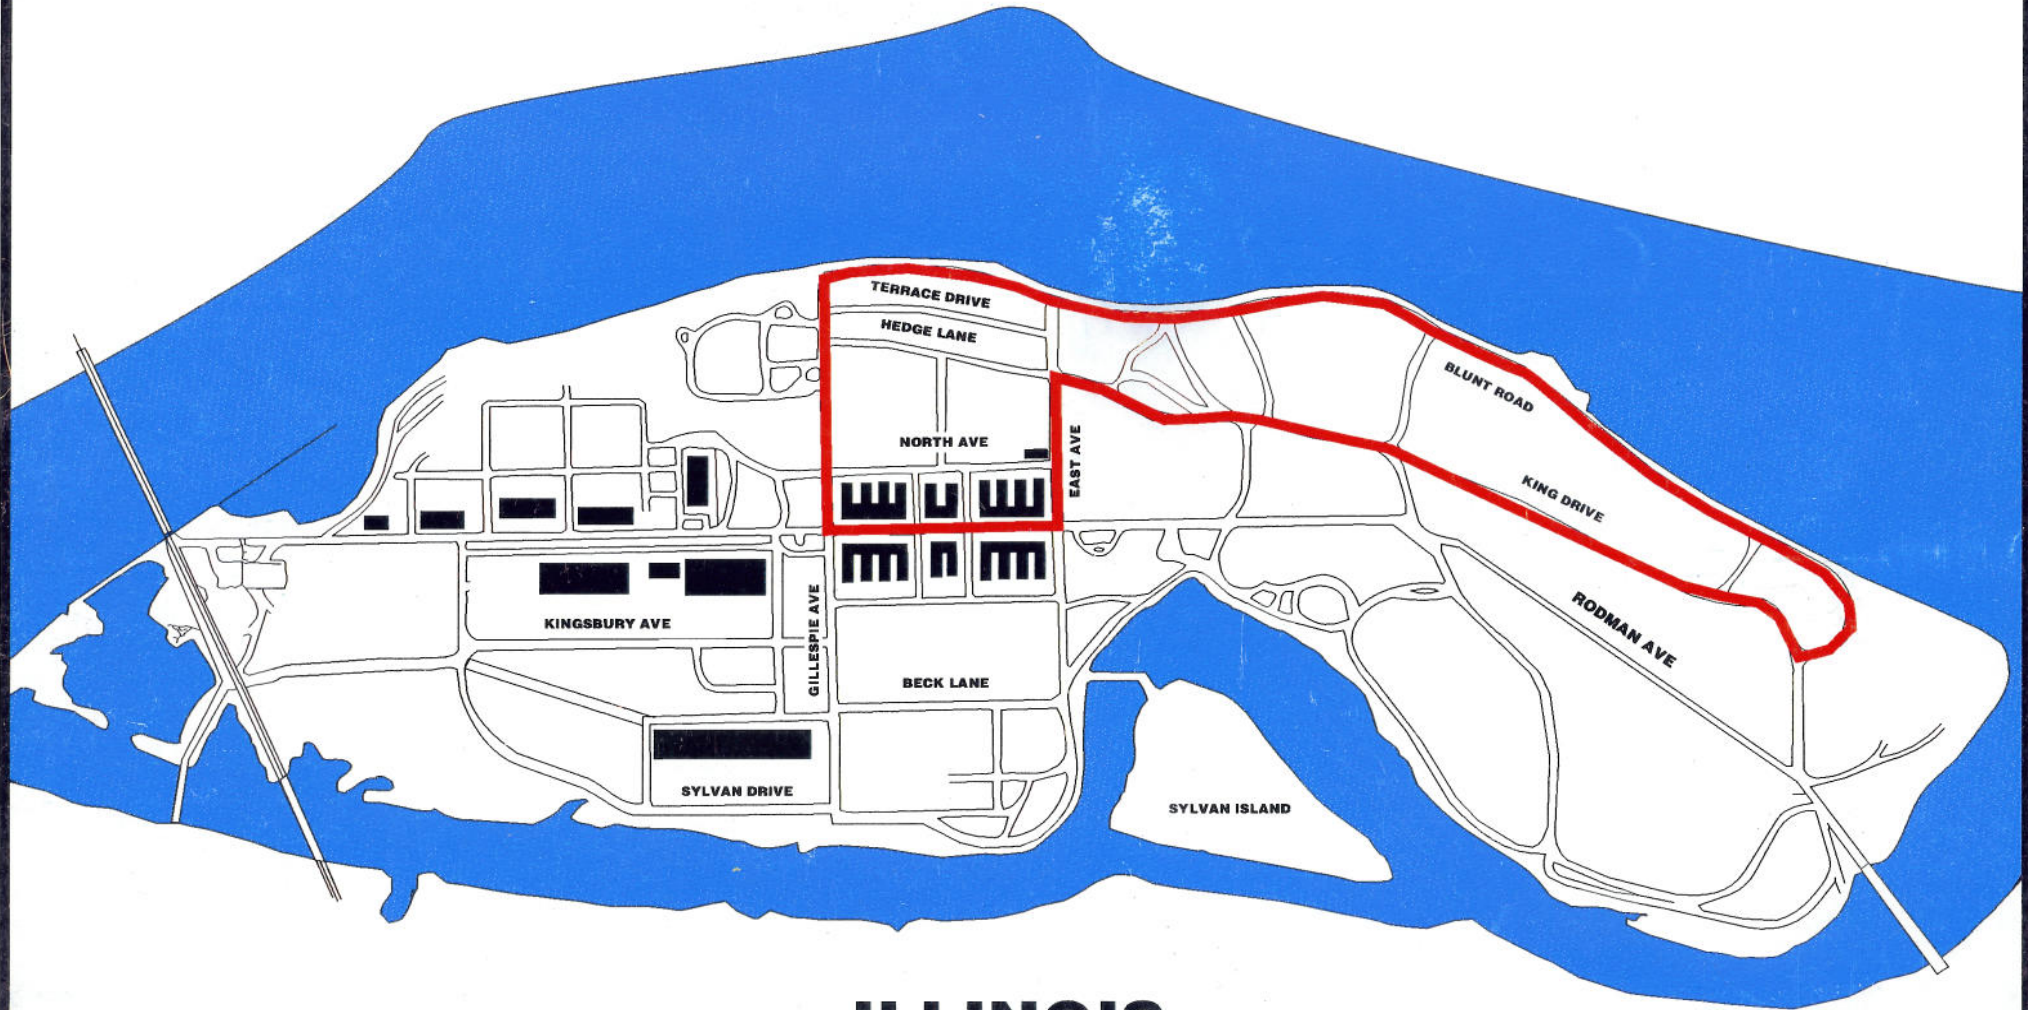 TERRACE DRIVE
HEDGE LANE
BLUNT ROAD
NORTH AVE
EAST AVE
KING DRIVE
KINGSBURY AVE
GILLESPIE AVE
RODMAN AVE
BECK LANE
SYLVAN DRIVE
SYLVAN ISLAND
ILLINOIS